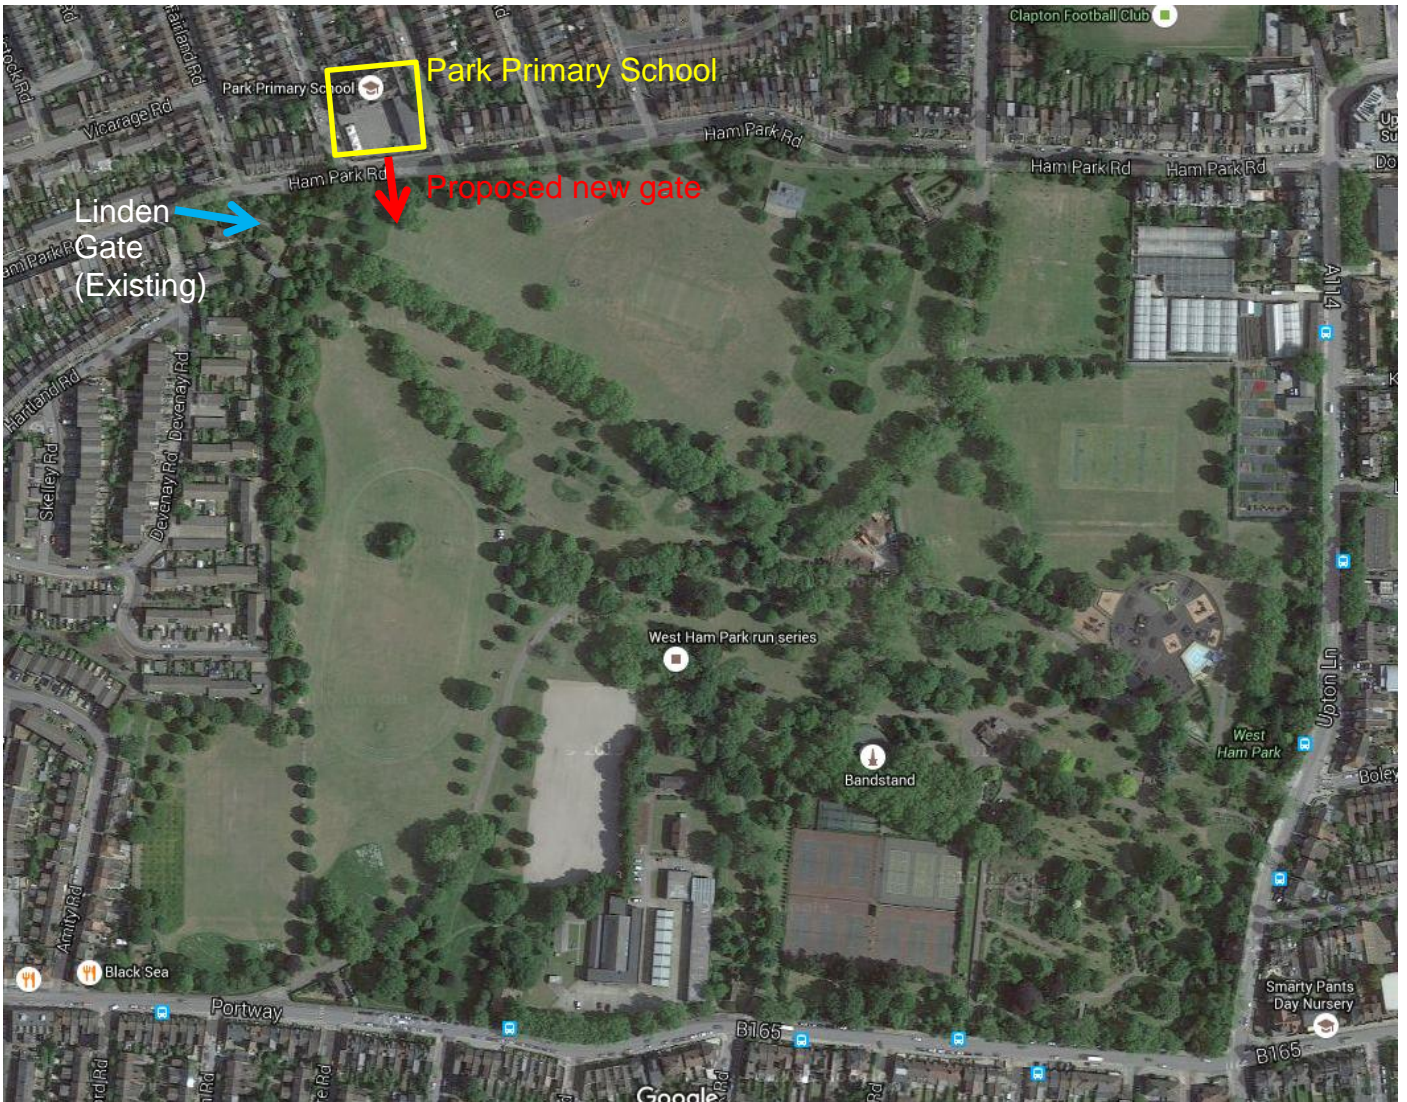 Clapton Football Club
Fairland Rd
Rd
Park Primary School
Park Primary School
Vicarage Rd
Ham Park Rd
Ham Park Rd
Ham Park Rd
Ham Park Rd
Proposed new gate
Linden
Gate
(Existing)
A114
Hartland Rd
Devenay Rd
Devenay Rd
Skelley Rd
West Ham Park run series
Upton Ln
West
Ham Park
Bandstand
Amity Rd
Black Sea
Smarty Pants
Day Nursery
Portway
B165
B165
Google